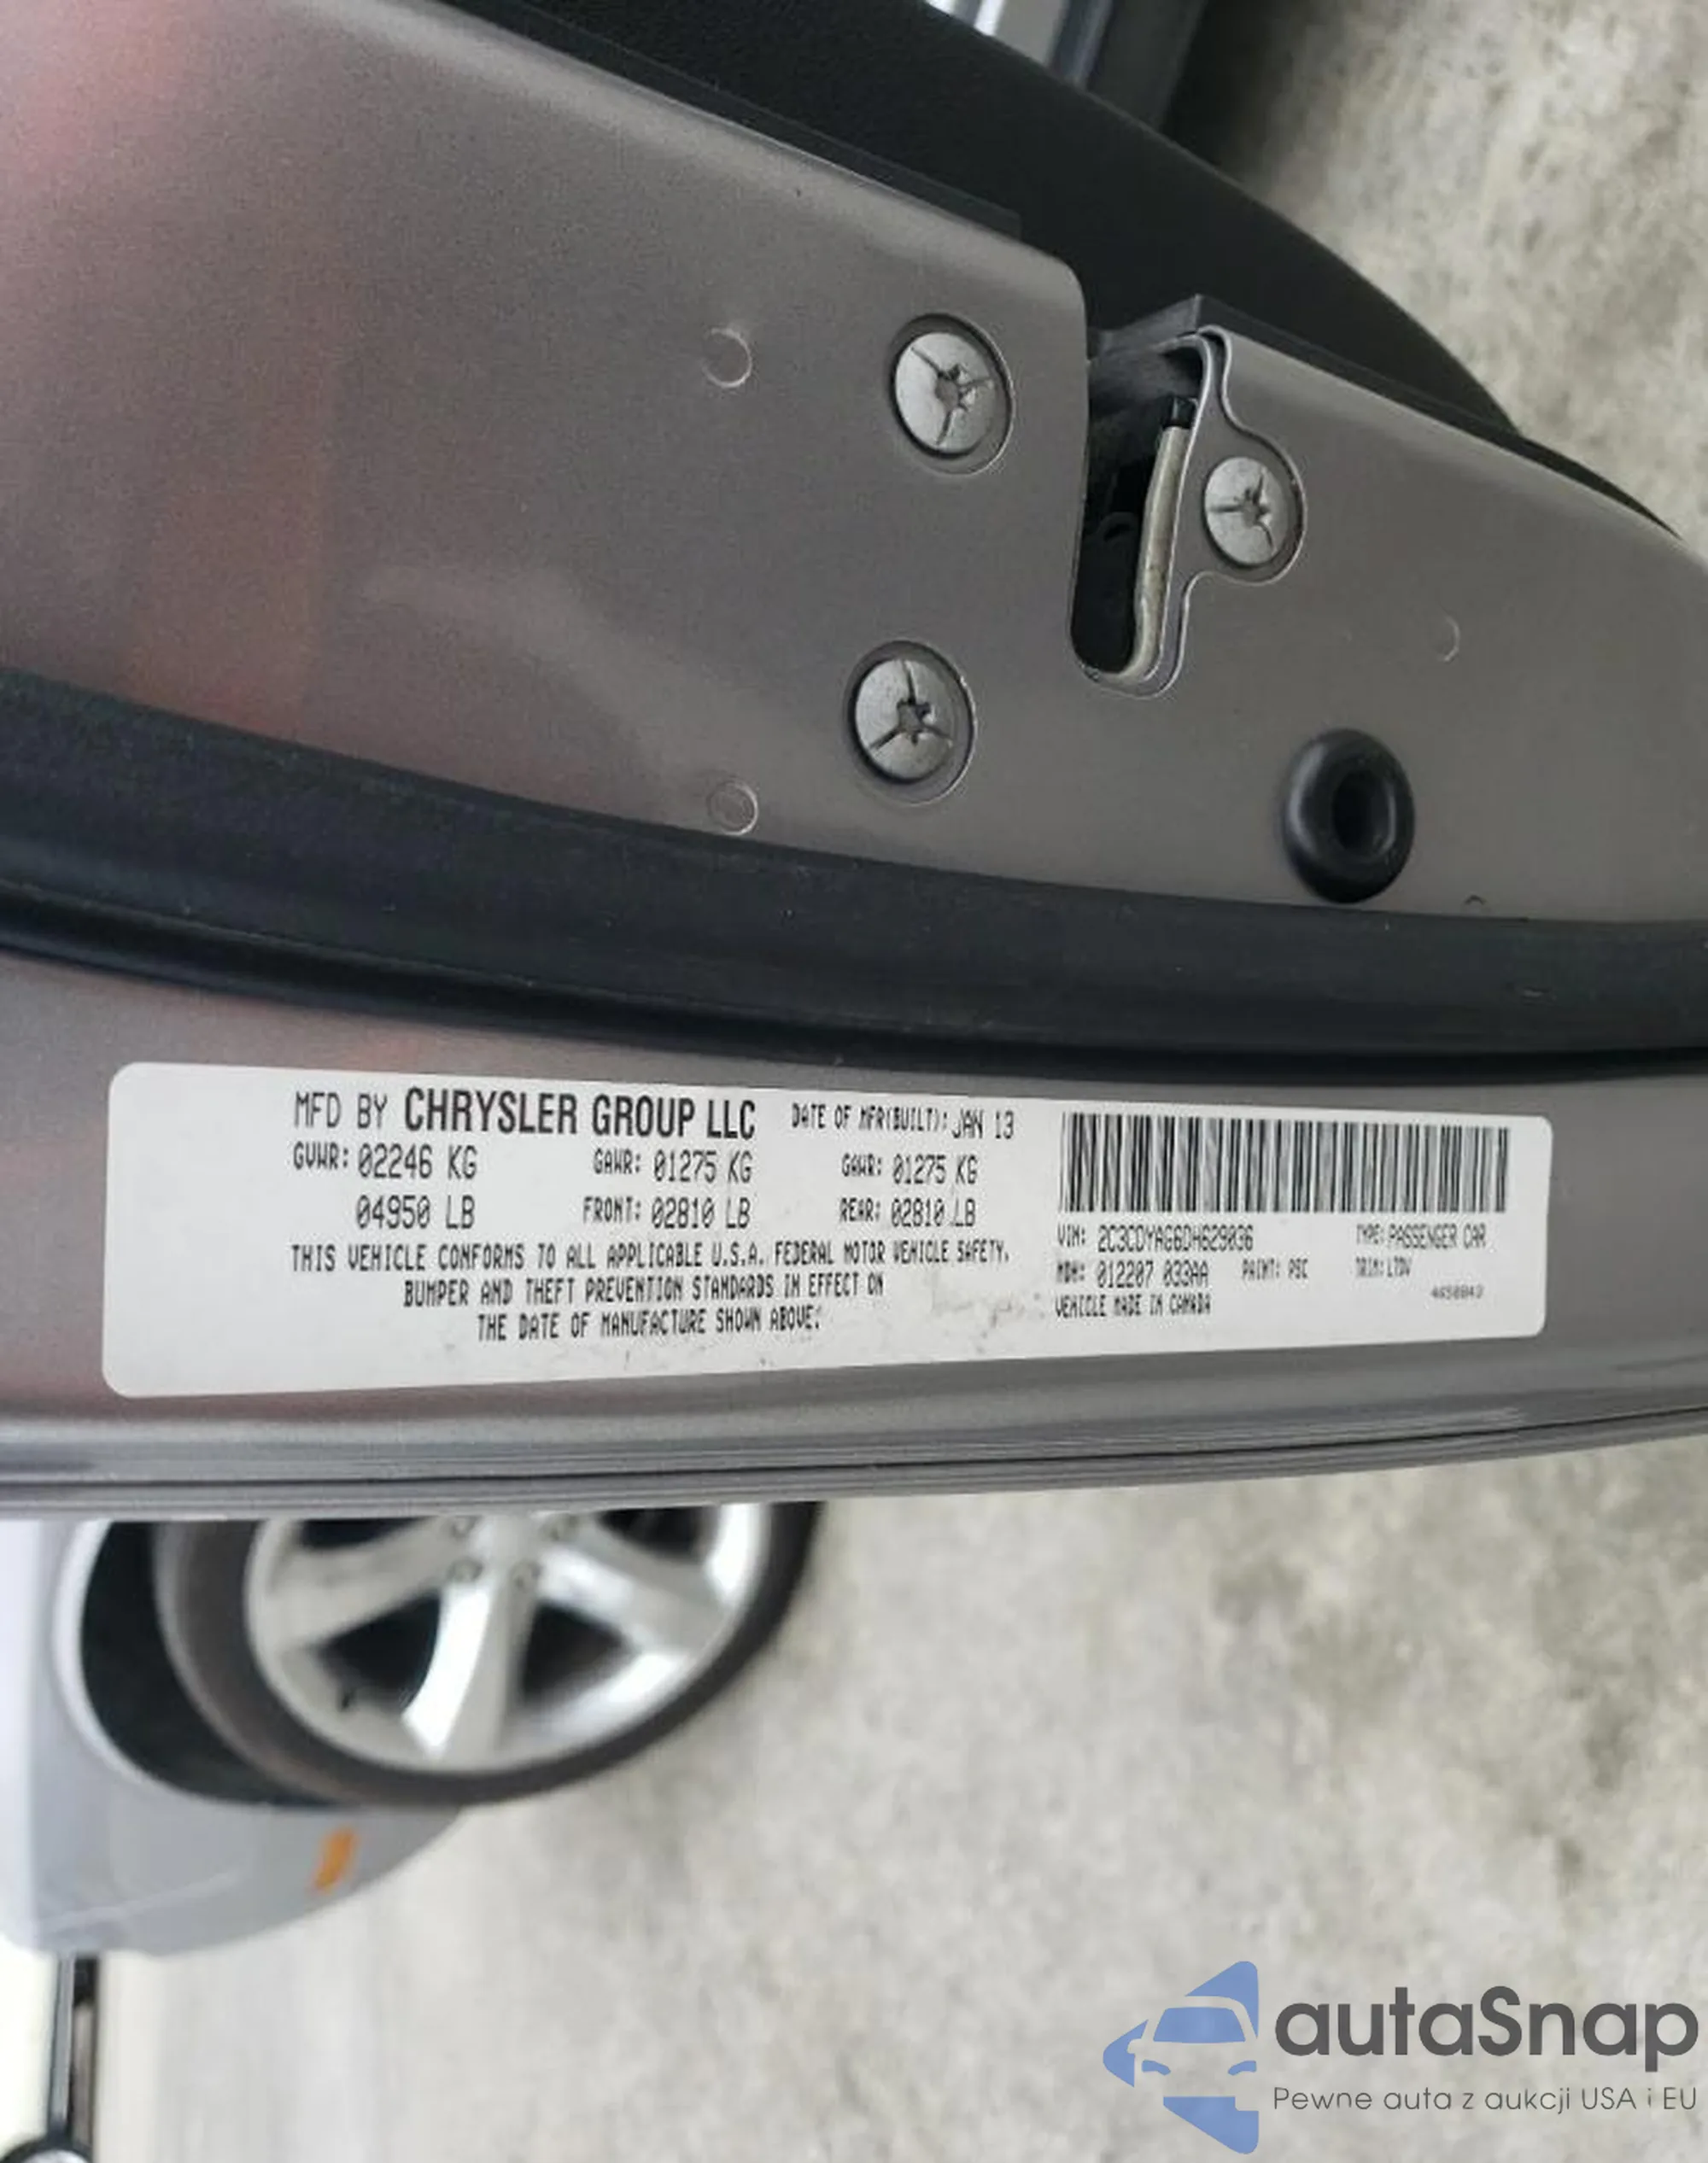 MFD BY CHRYSLER GROUP LLC DATE OF MFR(BUILT): JAN 13
GVWR: 02246 KG GAWR: 01275 KG GAWR: 01275 KG
04950 LB FRONT: 02810 LB REAR: 02810 LB
THIS VEHICLE CONFORMS TO ALL APPLICABLE U.S.A. FEDERAL MOTOR VEHICLE SAFETY,
BUMPER AND THEFT PREVENTION STANDARDS IN EFFECT ON
THE DATE OF MANUFACTURE SHOWN ABOVE:
VIN: 2C3CDYAG6DH629036 TYPE: PASSENGER CAR
MDH: 012207 033AA PAINT: PSC TRIM: LTDV
VEHICLE MADE IN CANADA
autaSnap
Pewne auta z aukcji USA i EU